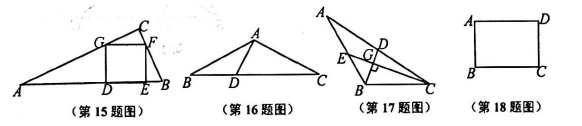 C
G F
A D E B
(第15题图)
A
B D C
(第16题图)
A
D
E G
B C
(第17题图)
A D
B C
(第18题图)